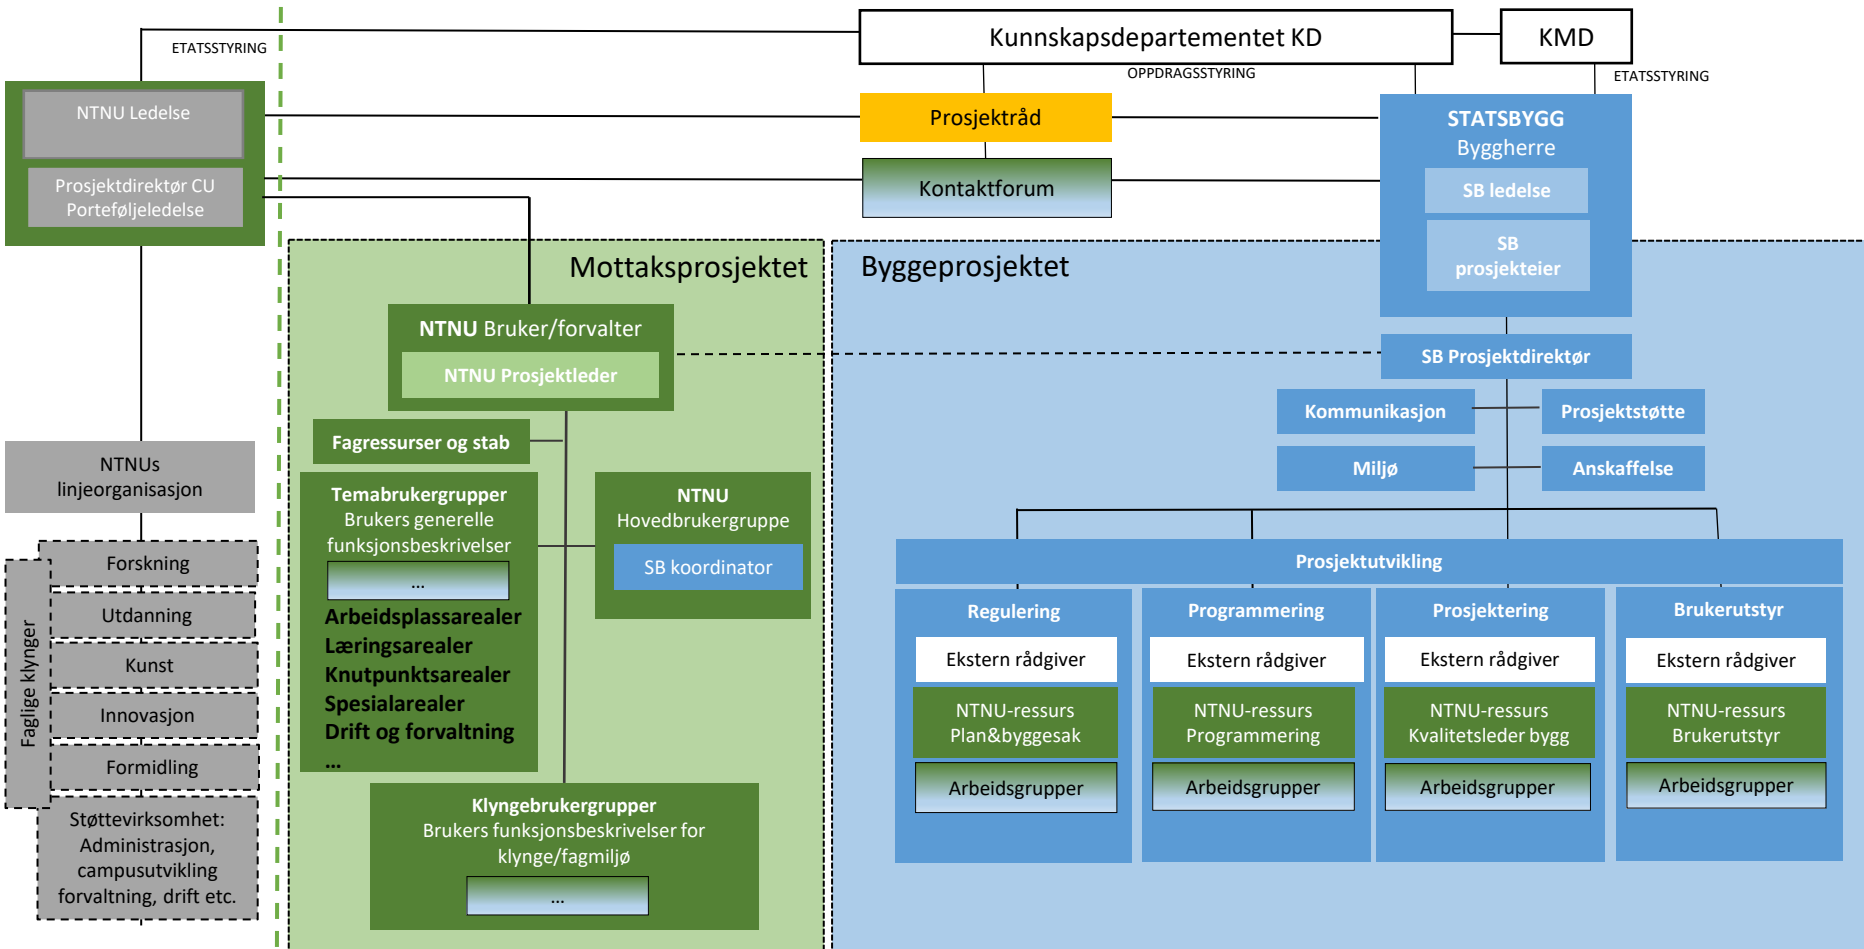 Kunnskapsdepartementet KD
KMD
ETATSSTYRING
OPPDRAGSSTYRING
ETATSSTYRING
NTNU Ledelse
Prosjektdirektør CU
Porteføljeledelse
Prosjektråd
Kontaktforum
STATSBYGG
Byggherre
SB ledelse
SB
prosjekteier
NTNUs
linjeorganisasjon
Faglige klynger
Forskning
Utdanning
Kunst
Innovasjon
Formidling
Støttevirksomhet:
Administrasjon,
campusutvikling
forvaltning, drift etc.
Mottaksprosjektet
NTNU Bruker/forvalter
NTNU Prosjektleder
Fagressurser og stab
Temabrukergrupper
Brukers generelle
funksjonsbeskrivelser
...
Arbeidsplassarealer
Læringsarealer
Knutpunktsarealer
Spesialarealer
Drift og forvaltning
...
NTNU
Hovedbrukergruppe
SB koordinator
Klyngebrukergrupper
Brukers funksjonsbeskrivelser for
klynge/fagmiljø
...
Byggeprosjektet
SB Prosjektdirektør
Kommunikasjon
Prosjektstøtte
Miljø
Anskaffelse
Prosjektutvikling
Regulering
Ekstern rådgiver
NTNU-ressurs
Plan&byggesak
Arbeidsgrupper
Programmering
Ekstern rådgiver
NTNU-ressurs
Programmering
Arbeidsgrupper
Prosjektering
Ekstern rådgiver
NTNU-ressurs
Kvalitetsleder bygg
Arbeidsgrupper
Brukerutstyr
Ekstern rådgiver
NTNU-ressurs
Brukerutstyr
Arbeidsgrupper